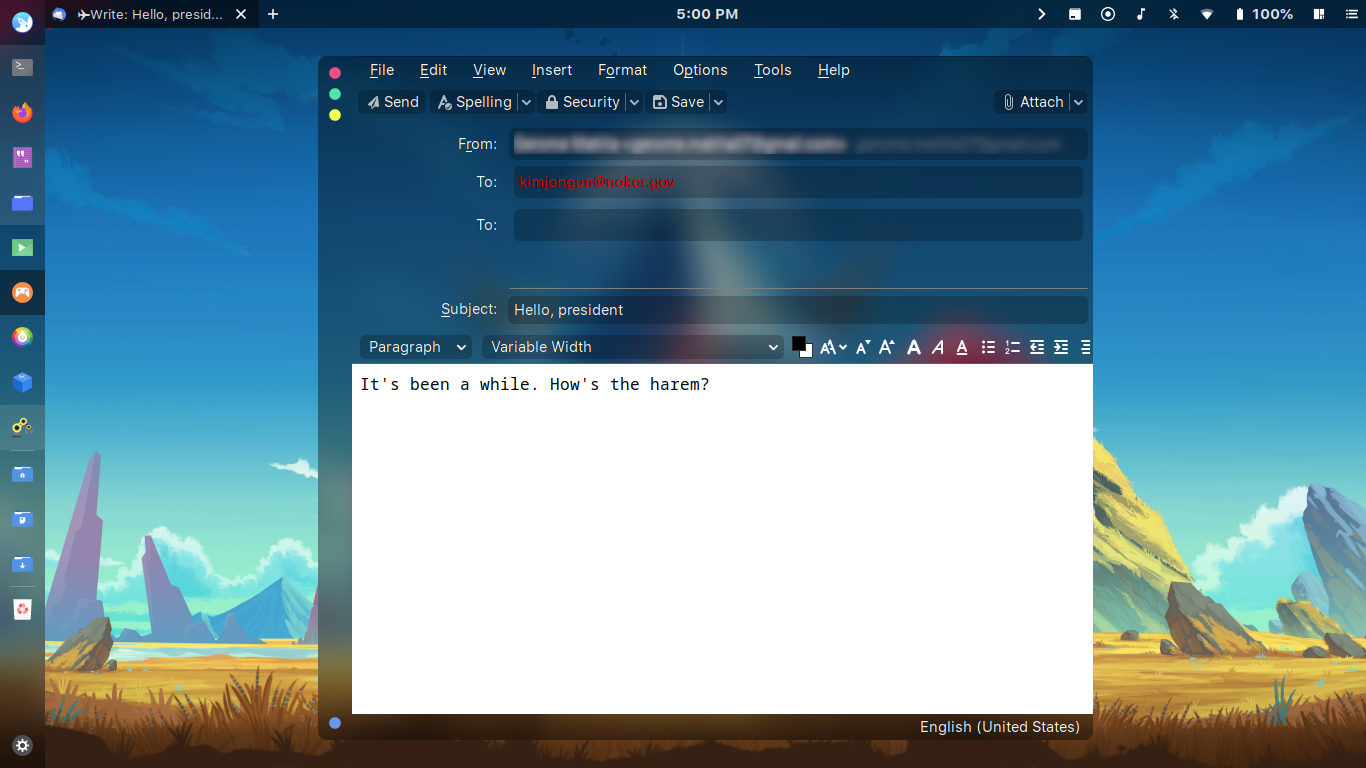 ✈Write: Hello, presid...
5:00 PM
100%
File Edit View Insert Format Options Tools Help
Send Spelling Security Save Attach
From:
To: kimjongun@nokor.gov
To:
Subject: Hello, president
Paragraph Variable Width
It's been a while. How's the harem?
English (United States)